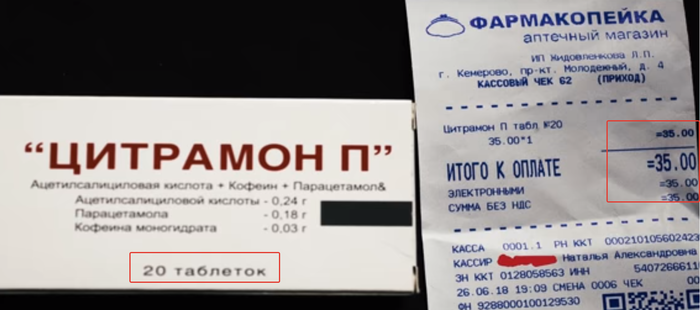 "ЦИТРАМОН П"
Ацетилсалициловая кислота + Кофеин + Парацетамол&
Ацетилсалициловой кислоты - 0,24 г
Парацетамола - 0,18 г
Кофеина моногидрата - 0,03 г
20 таблеток
ФАРМАКОПЕЙКА
аптечный магазин
ИП Жидовленкова Л.П.
г. Кемерово, пр-кт. Молодежный, д. 4
КАССОВЫЙ ЧЕК 62 (ПРИХОД)
Цитрамон П табл №20
35.00*1 =35.00
ИТОГО К ОПЛАТЕ =35.00
ЭЛЕКТРОННЫМИ =35.00
СУММА БЕЗ НДС =35.00
КАССА 0001.1 РН ККТ 000210105602423
КАССИР Наталья Александровна
ЗН ККТ 0128058563 ИНН 5407266611
26.06.18 19:09 СМЕНА 0006 ЧЕК
ФН 9288000100129530